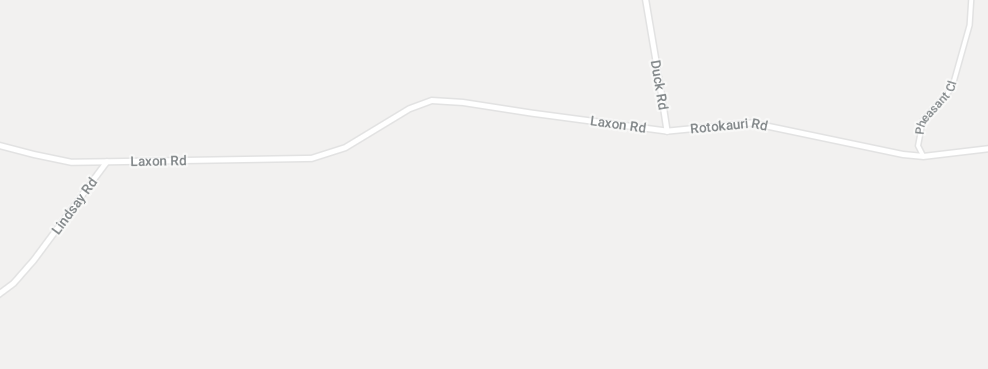 Duck Rd
Pheasant Cl
Laxon Rd
Rotokauri Rd
Laxon Rd
Lindsay Rd